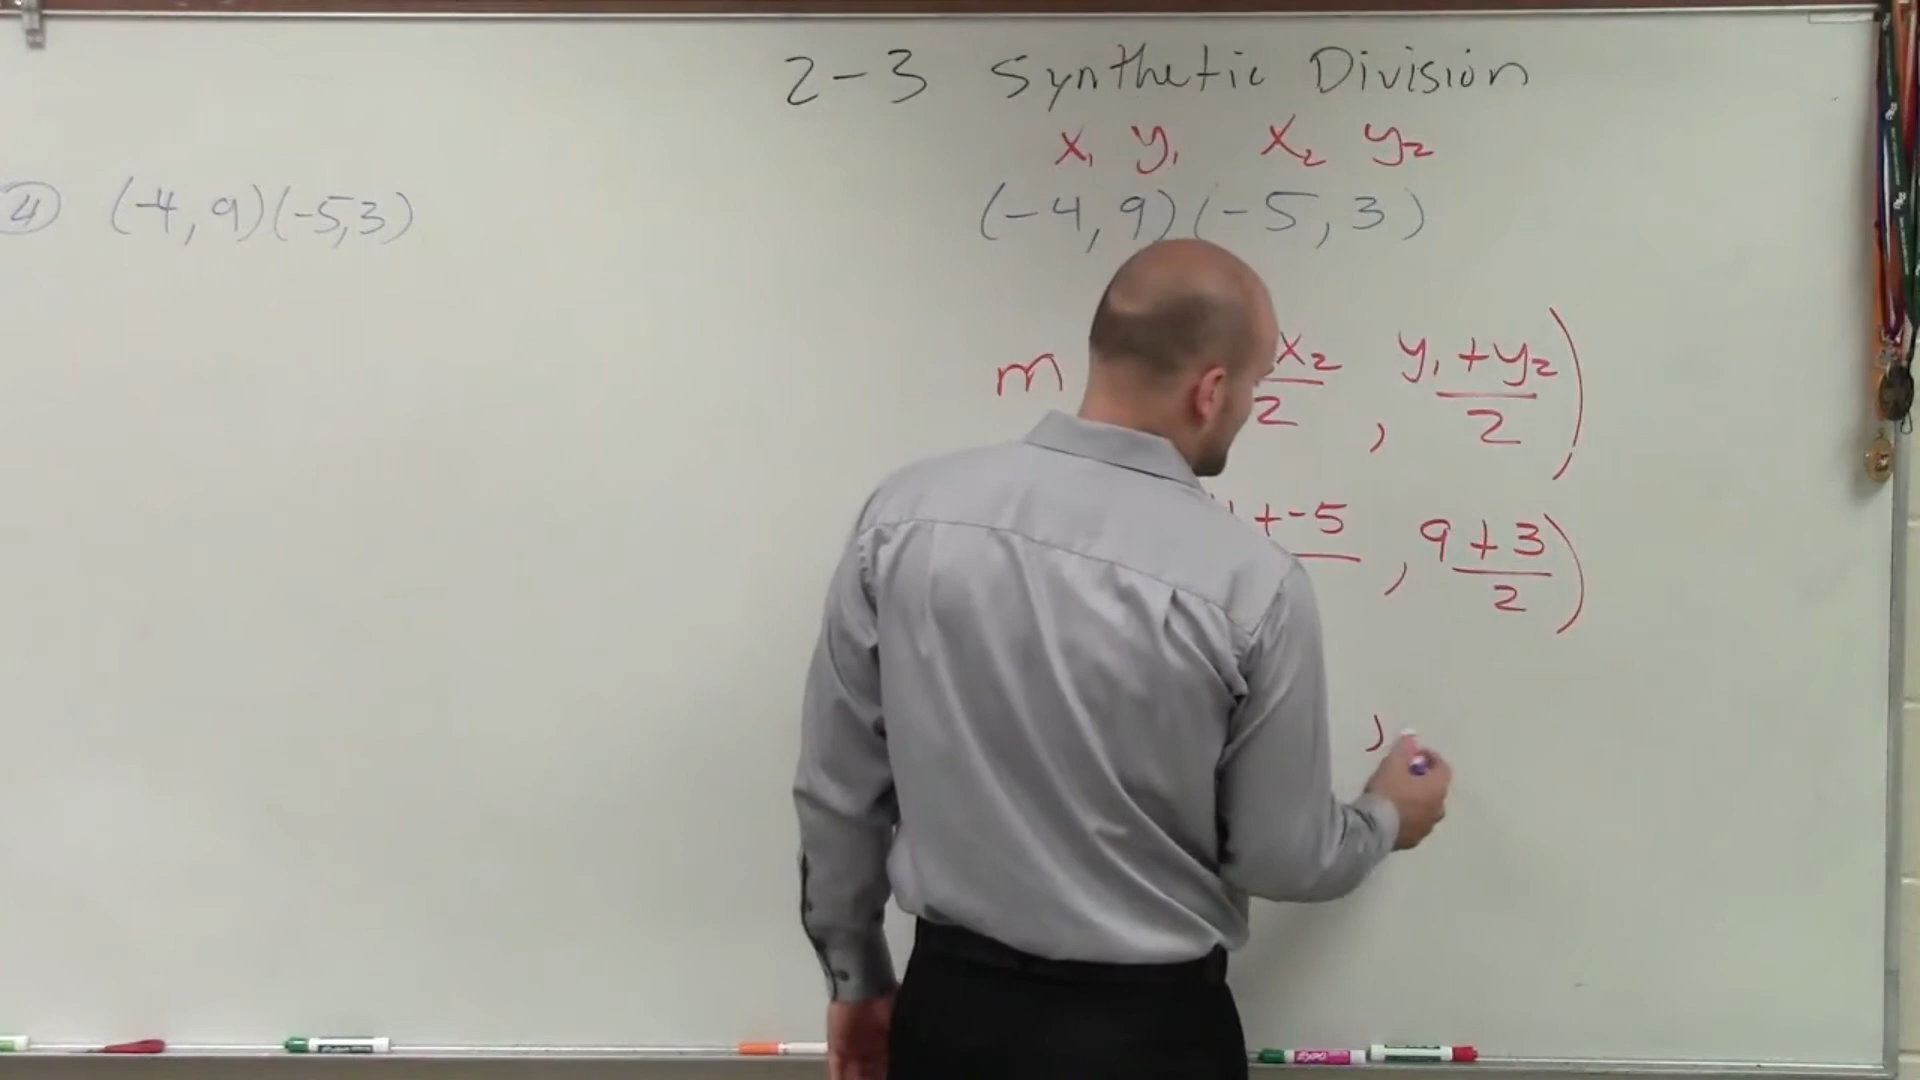 2-3 Synthetic Division
x₁ y₁ x₂ y₂
④ (-4,9)(-5,3)
(-4,9)(-5,3)
m x₂/2 , (y₁+y₂)/2)
+-5 , (9+3)/2)
,
EXPO